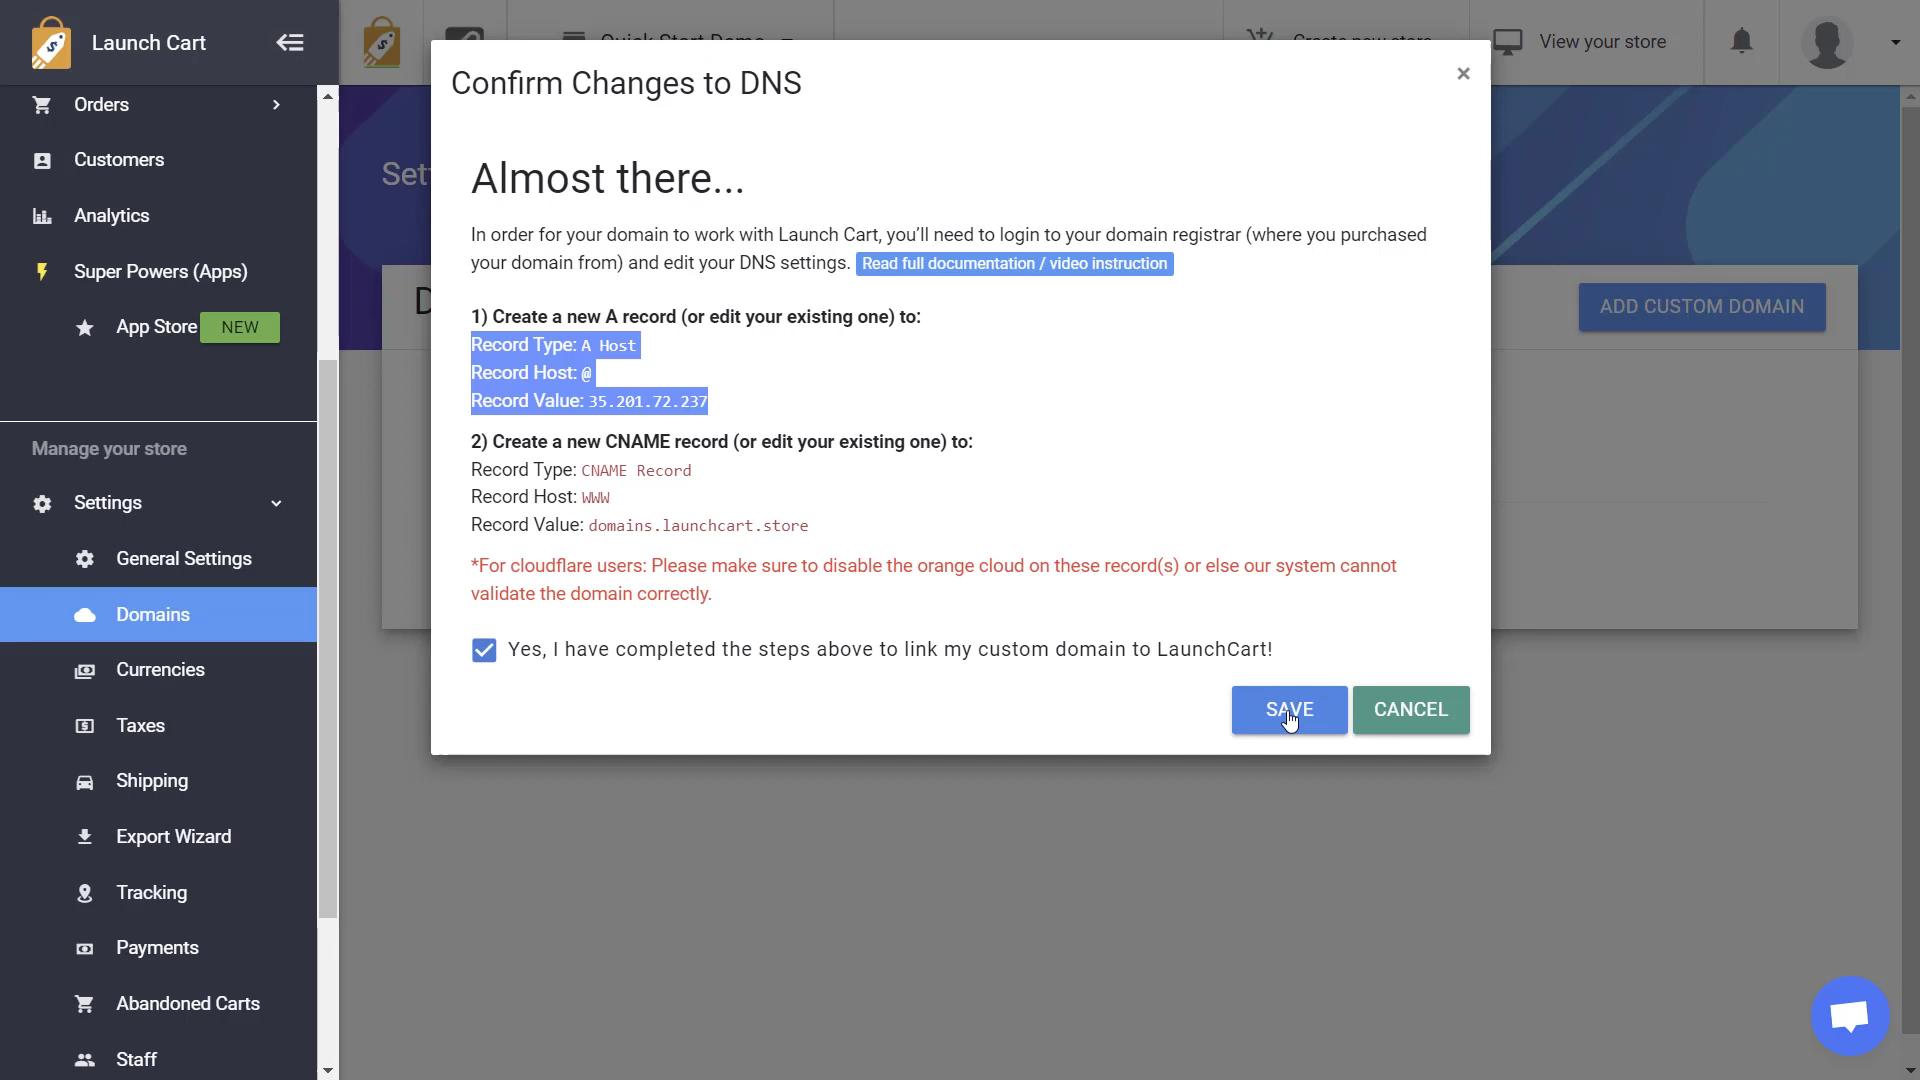 Launch Cart
Orders
Customers
Analytics
Super Powers (Apps)
App Store NEW
Manage your store
Settings
General Settings
Domains
Currencies
Taxes
Shipping
Export Wizard
Tracking
Payments
Abandoned Carts
Staff
Quick Start Demo
Create new store
View your store
Set
D
ADD CUSTOM DOMAIN
Confirm Changes to DNS
×
Almost there...
In order for your domain to work with Launch Cart, you'll need to login to your domain registrar (where you purchased
your domain from) and edit your DNS settings. Read full documentation / video instruction
1) Create a new A record (or edit your existing one) to:
Record Type: A Host
Record Host: @
Record Value: 35.201.72.237
2) Create a new CNAME record (or edit your existing one) to:
Record Type: CNAME Record
Record Host: WWW
Record Value: domains.launchcart.store
*For cloudflare users: Please make sure to disable the orange cloud on these record(s) or else our system cannot
validate the domain correctly.
Yes, I have completed the steps above to link my custom domain to LaunchCart!
SAVE CANCEL